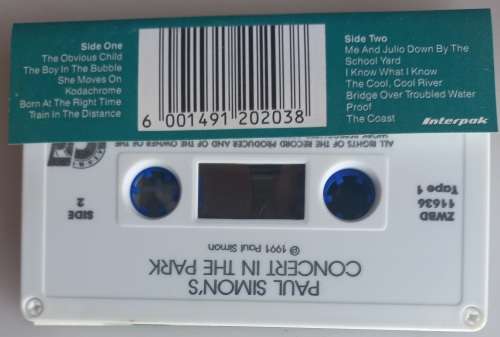 Side One
The Obvious Child
The Boy In The Bubble
She Moves On
Kodachrome
Born At The Right Time
Train In The Distance
6 001491 202038
Side Two
Me And Julio Down By The
School Yard
I Know What I Know
The Cool, Cool River
Bridge Over Troubled Water
Proof
The Coast
Interpak
PAUL SIMON'S
CONCERT IN THE PARK
℗ 1991 Paul Simon
ZWBD
11636
Tape 1
SIDE
2
ALL RIGHTS OF THE RECORD PRODUCER AND OF THE OWNER OF THE